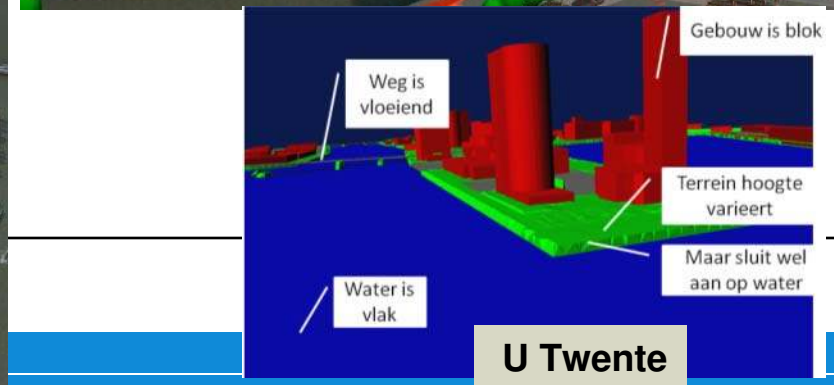 Gebouw is blok
Weg is
vloeiend
Terrein hoogte
varieert
Maar sluit wel
aan op water
Water is
vlak
U Twente